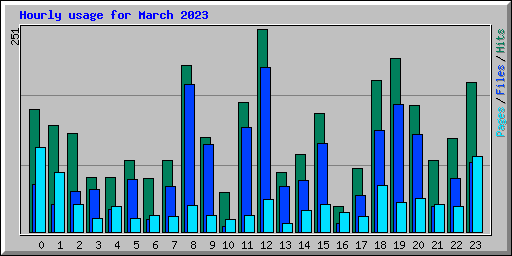 Hourly usage for March 2023
251
Pages/Files/Hits
0 1 2 3 4 5 6 7 8 9 10 11 12 13 14 15 16 17 18 19 20 21 22 23